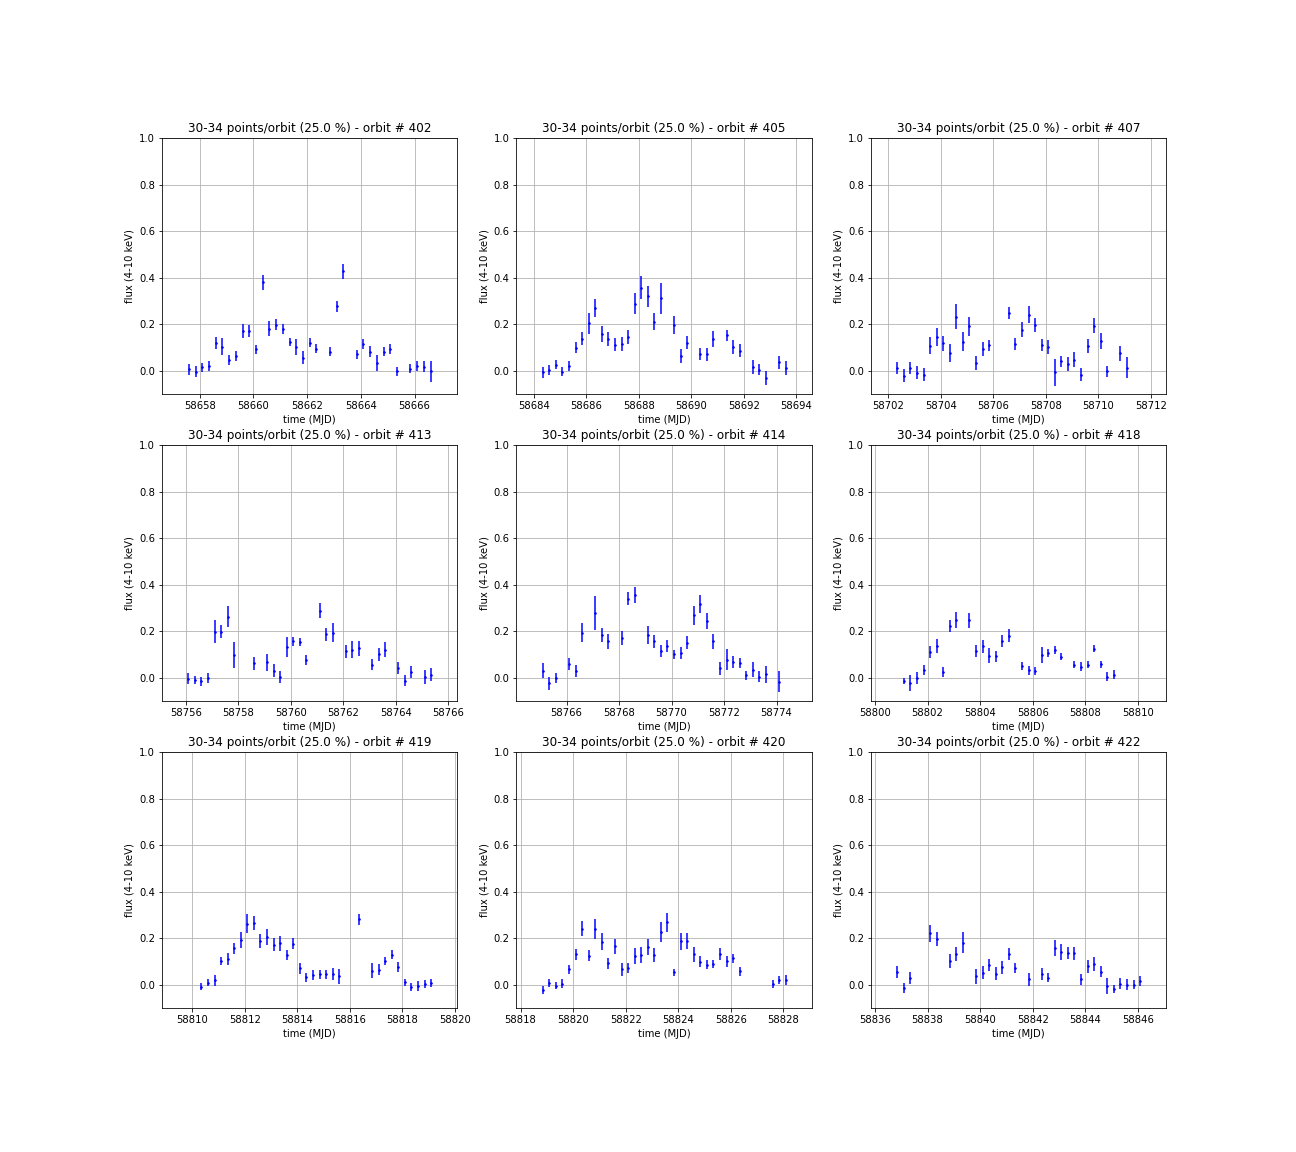 30-34 points/orbit (25.0 %) - orbit # 402
1.0
0.8
0.6
0.4
0.2
0.0
flux (4-10 keV)
58658 58660 58662 58664 58666
time (MJD)
30-34 points/orbit (25.0 %) - orbit # 405
1.0
0.8
0.6
0.4
0.2
0.0
flux (4-10 keV)
58684 58686 58688 58690 58692 58694
time (MJD)
30-34 points/orbit (25.0 %) - orbit # 407
1.0
0.8
0.6
0.4
0.2
0.0
flux (4-10 keV)
58702 58704 58706 58708 58710 58712
time (MJD)
30-34 points/orbit (25.0 %) - orbit # 413
1.0
0.8
0.6
0.4
0.2
0.0
flux (4-10 keV)
58756 58758 58760 58762 58764 58766
time (MJD)
30-34 points/orbit (25.0 %) - orbit # 414
1.0
0.8
0.6
0.4
0.2
0.0
flux (4-10 keV)
58766 58768 58770 58772 58774
time (MJD)
30-34 points/orbit (25.0 %) - orbit # 418
1.0
0.8
0.6
0.4
0.2
0.0
flux (4-10 keV)
58800 58802 58804 58806 58808 58810
time (MJD)
30-34 points/orbit (25.0 %) - orbit # 419
1.0
0.8
0.6
0.4
0.2
0.0
flux (4-10 keV)
58810 58812 58814 58816 58818 58820
time (MJD)
30-34 points/orbit (25.0 %) - orbit # 420
1.0
0.8
0.6
0.4
0.2
0.0
flux (4-10 keV)
58818 58820 58822 58824 58826 58828
time (MJD)
30-34 points/orbit (25.0 %) - orbit # 422
1.0
0.8
0.6
0.4
0.2
0.0
flux (4-10 keV)
58836 58838 58840 58842 58844 58846
time (MJD)